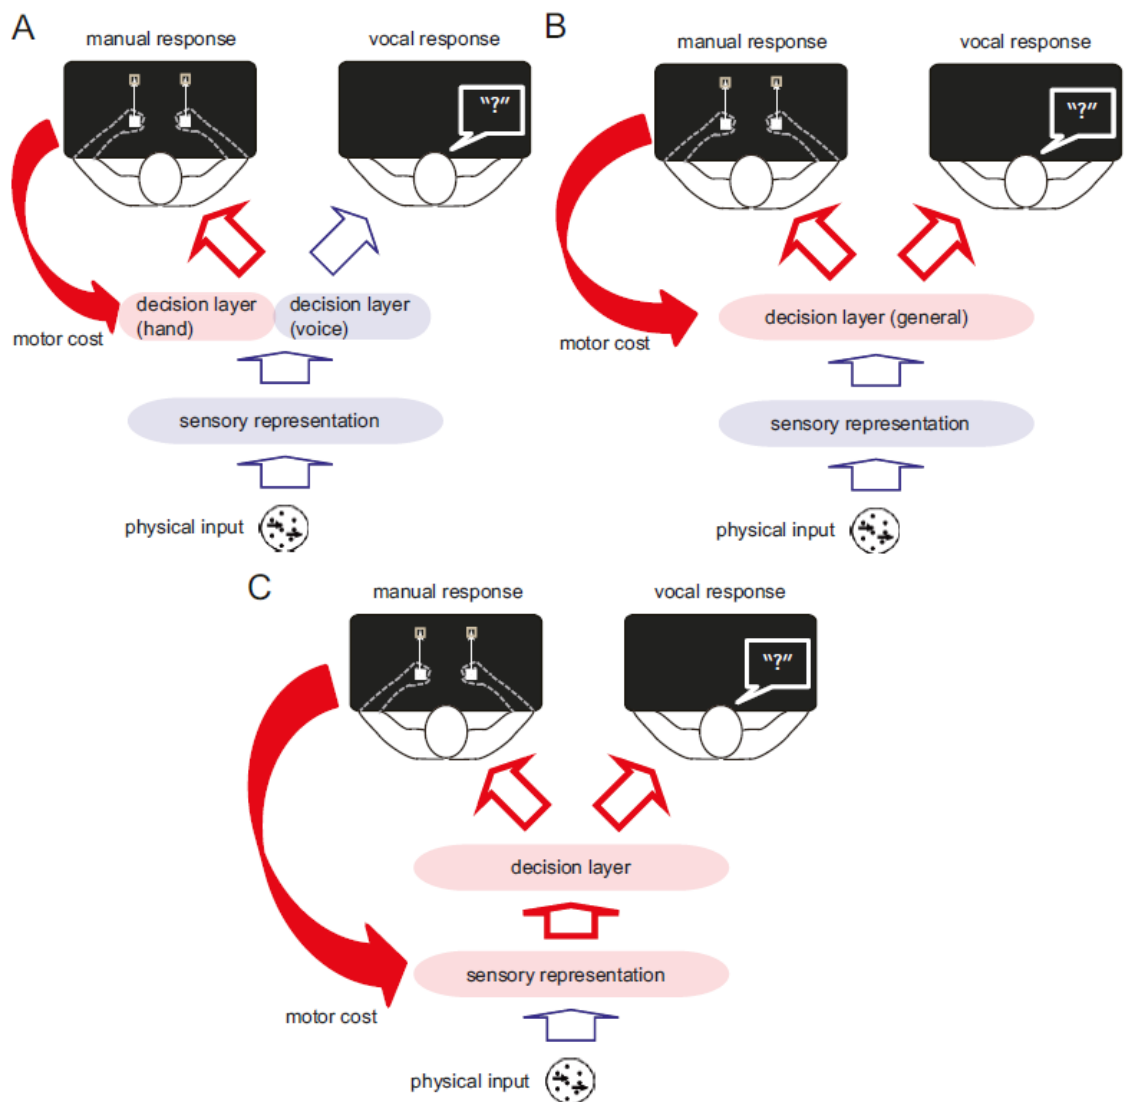 A
manual response
vocal response
"?"
motor cost
decision layer
(hand)
decision layer
(voice)
sensory representation
physical input
B
manual response
vocal response
"?"
motor cost
decision layer (general)
sensory representation
physical input
C
manual response
vocal response
"?"
decision layer
sensory representation
motor cost
physical input